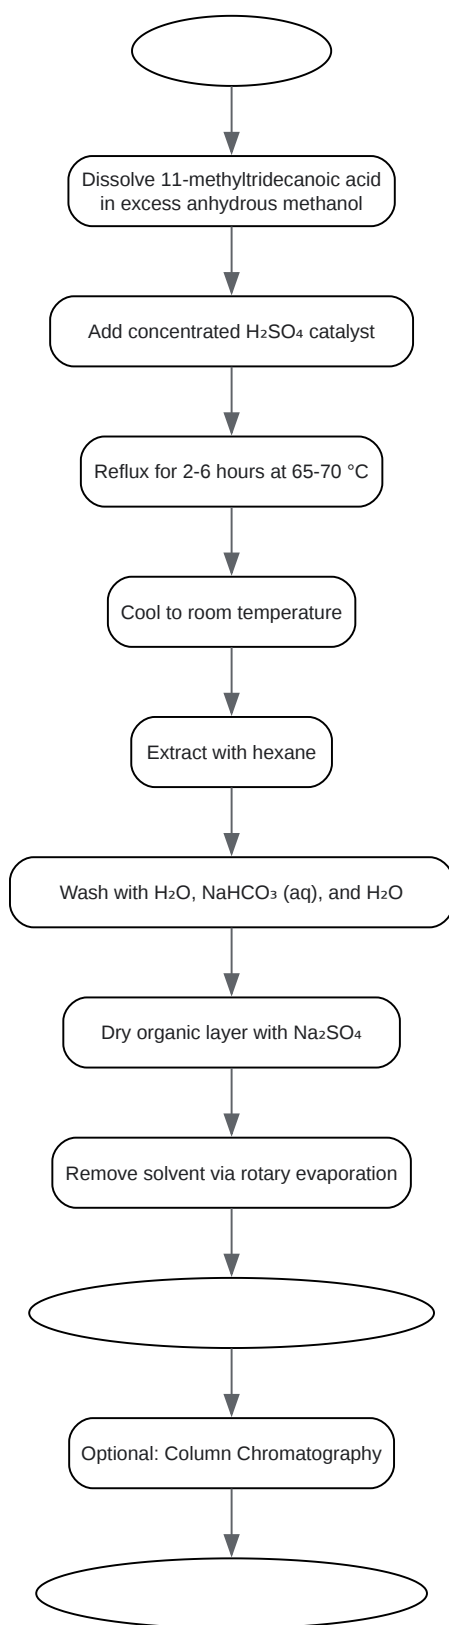 Dissolve 11-methyltridecanoic acid
in excess anhydrous methanol
Add concentrated H₂SO₄ catalyst
Reflux for 2-6 hours at 65-70 °C
Cool to room temperature
Extract with hexane
Wash with H₂O, NaHCO₃ (aq), and H₂O
Dry organic layer with Na₂SO₄
Remove solvent via rotary evaporation
Optional: Column Chromatography